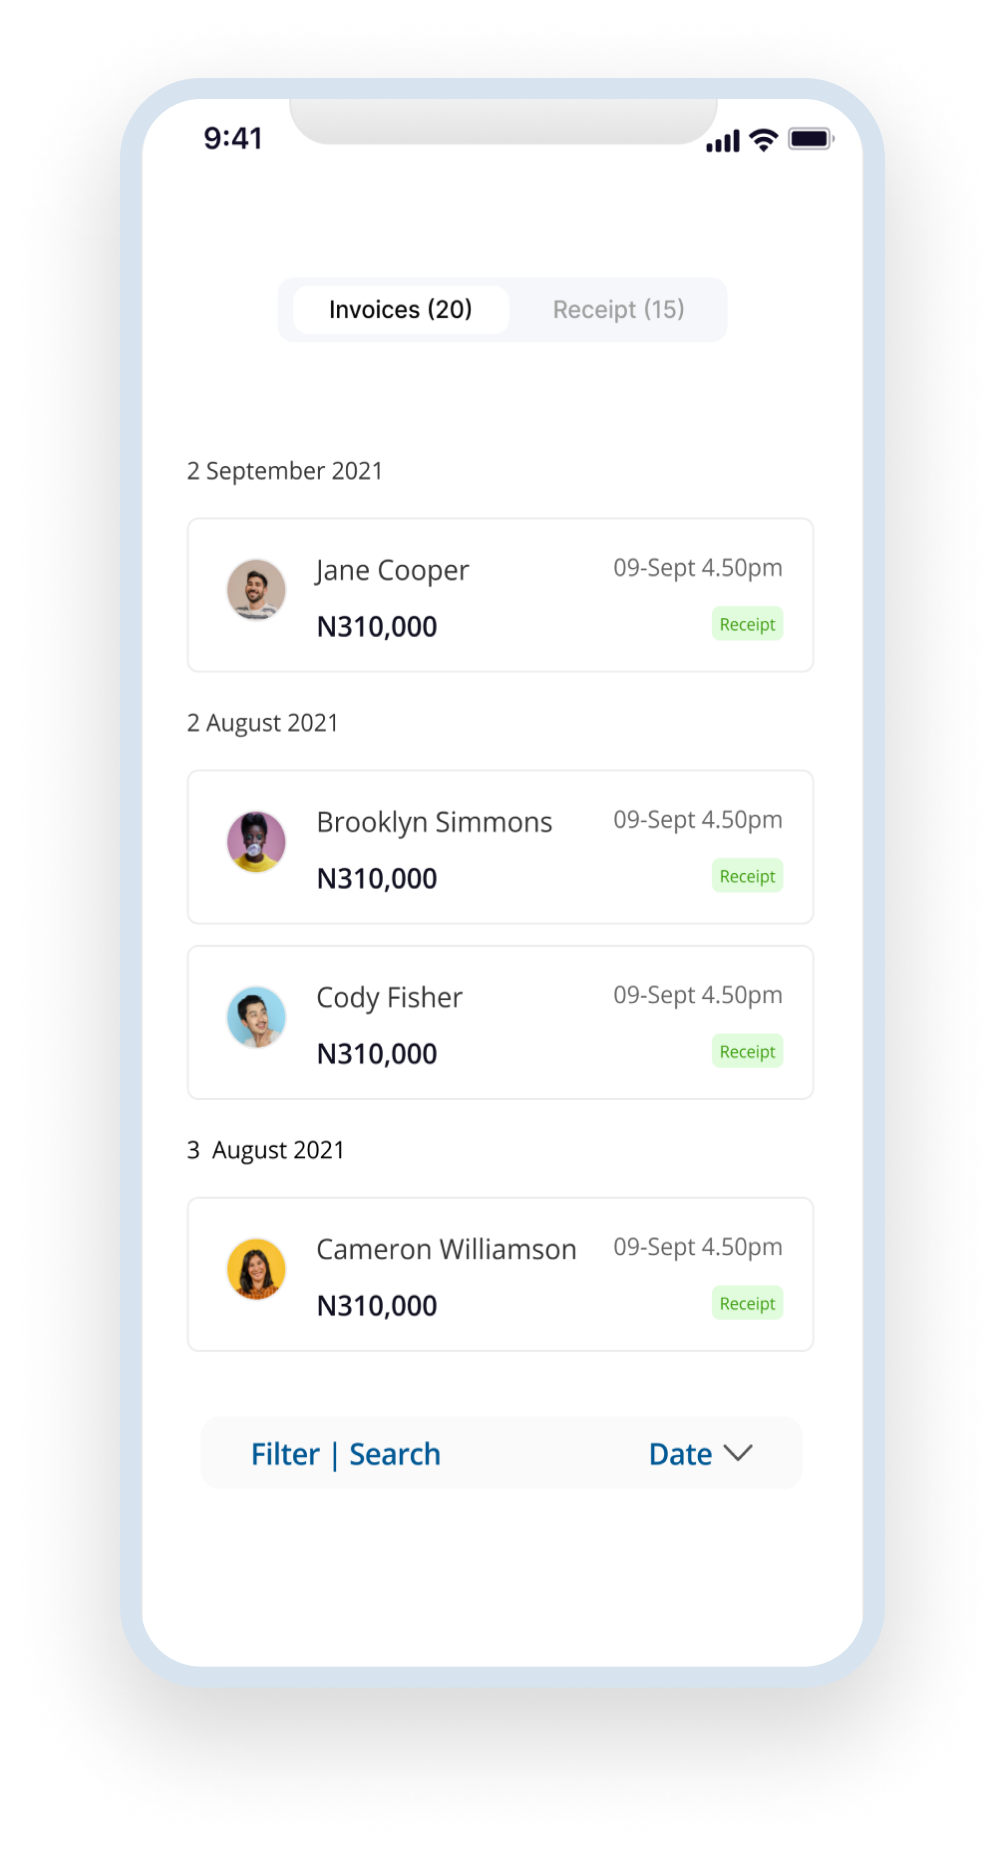 9:41
Invoices (20) Receipt (15)
2 September 2021
Jane Cooper 09-Sept 4.50pm
N310,000 Receipt
2 August 2021
Brooklyn Simmons 09-Sept 4.50pm
N310,000 Receipt
Cody Fisher 09-Sept 4.50pm
N310,000 Receipt
3 August 2021
Cameron Williamson 09-Sept 4.50pm
N310,000 Receipt
Filter | Search Date